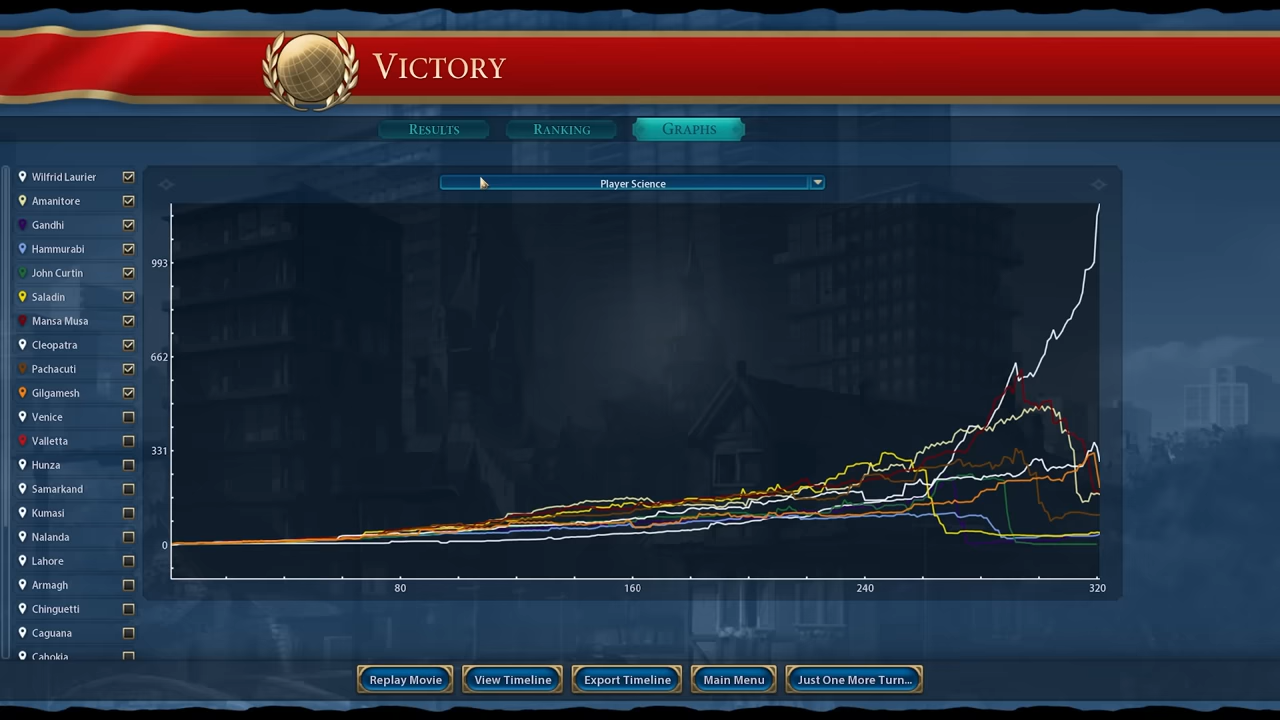 Victory
Results Ranking Graphs
Player Science
Wilfrid Laurier
Amanitore
Gandhi
Hammurabi
John Curtin
Saladin
Mansa Musa
Cleopatra
Pachacuti
Gilgamesh
Venice
Valletta
Hunza
Samarkand
Kumasi
Nalanda
Lahore
Armagh
Chinguetti
Caguana
Cahokia
993
662
331
0
80 160 240 320
Replay Movie View Timeline Export Timeline Main Menu Just One More Turn...